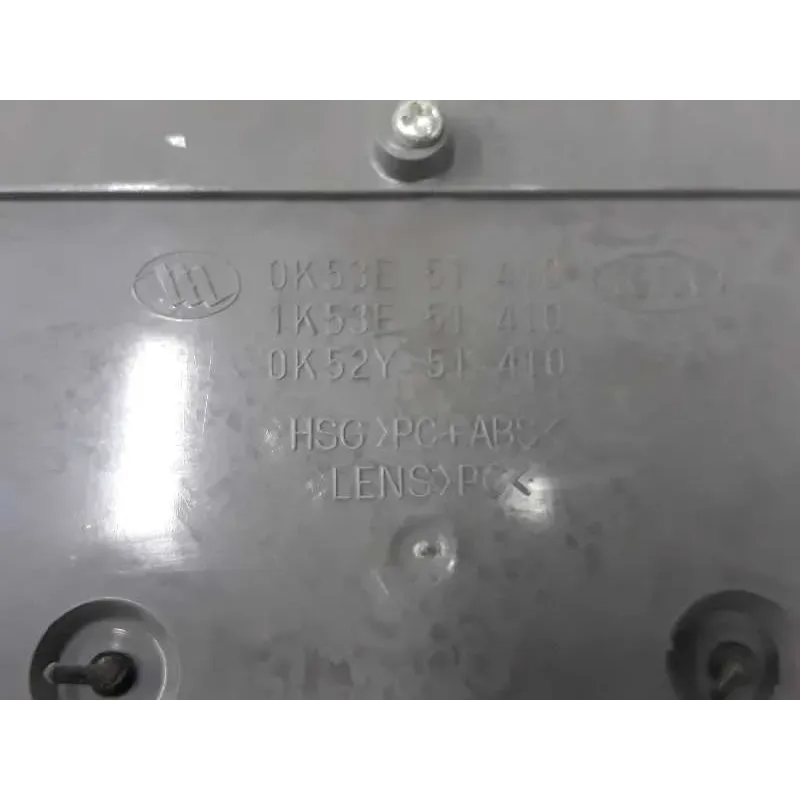 0K53E 51 410
1K53E 51 410
0K52Y 51 410
HSG>PC+ABS<
LENS>PC<